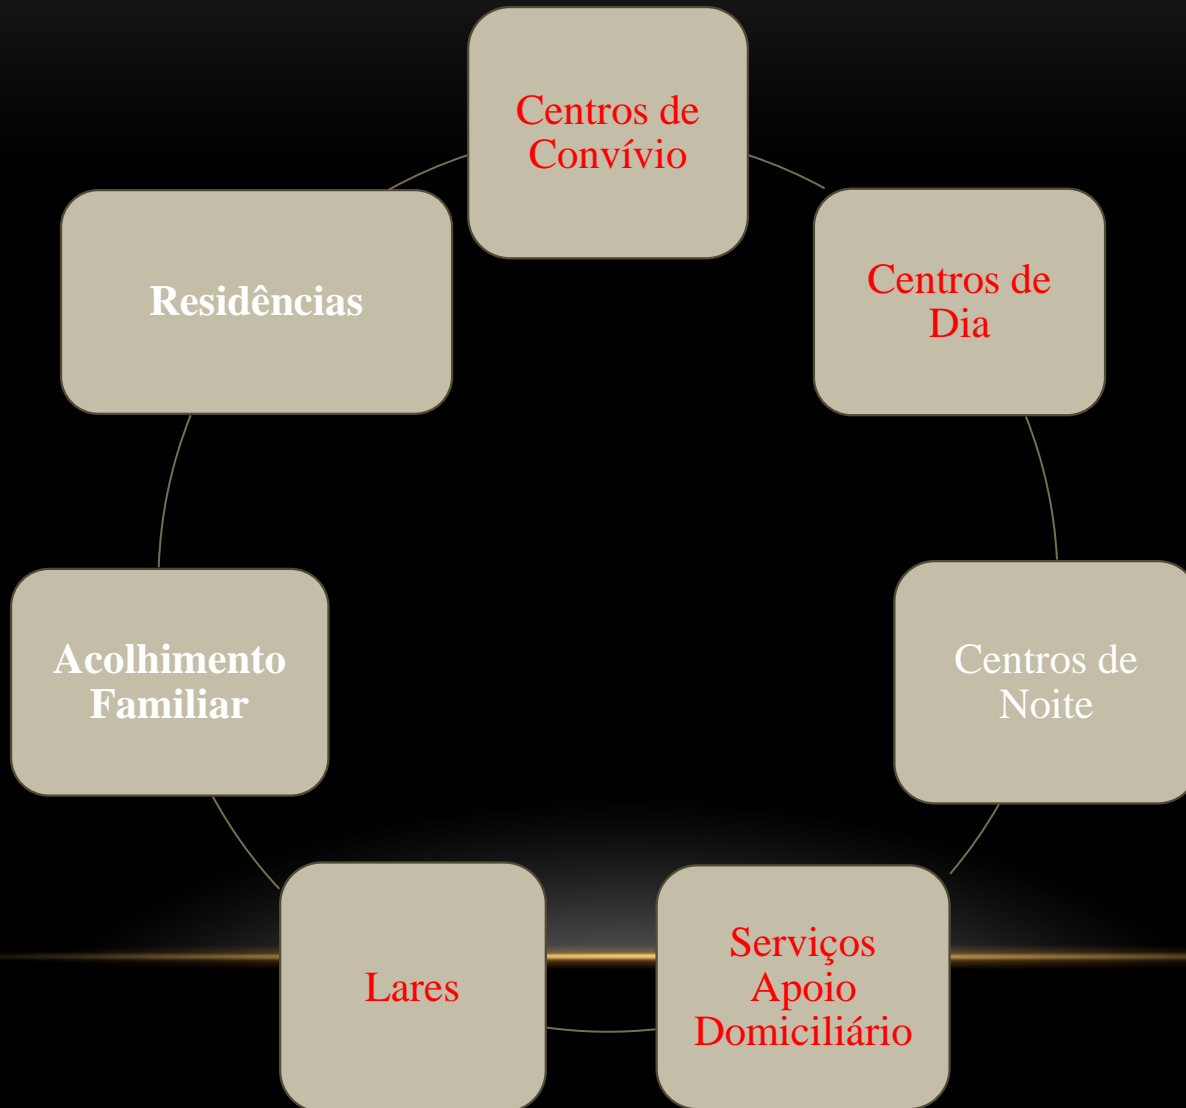 Centros de
Convívio
Centros de
Dia
Centros de
Noite
Serviços
Apoio
Domiciliário
Lares
Acolhimento
Familiar
Residências